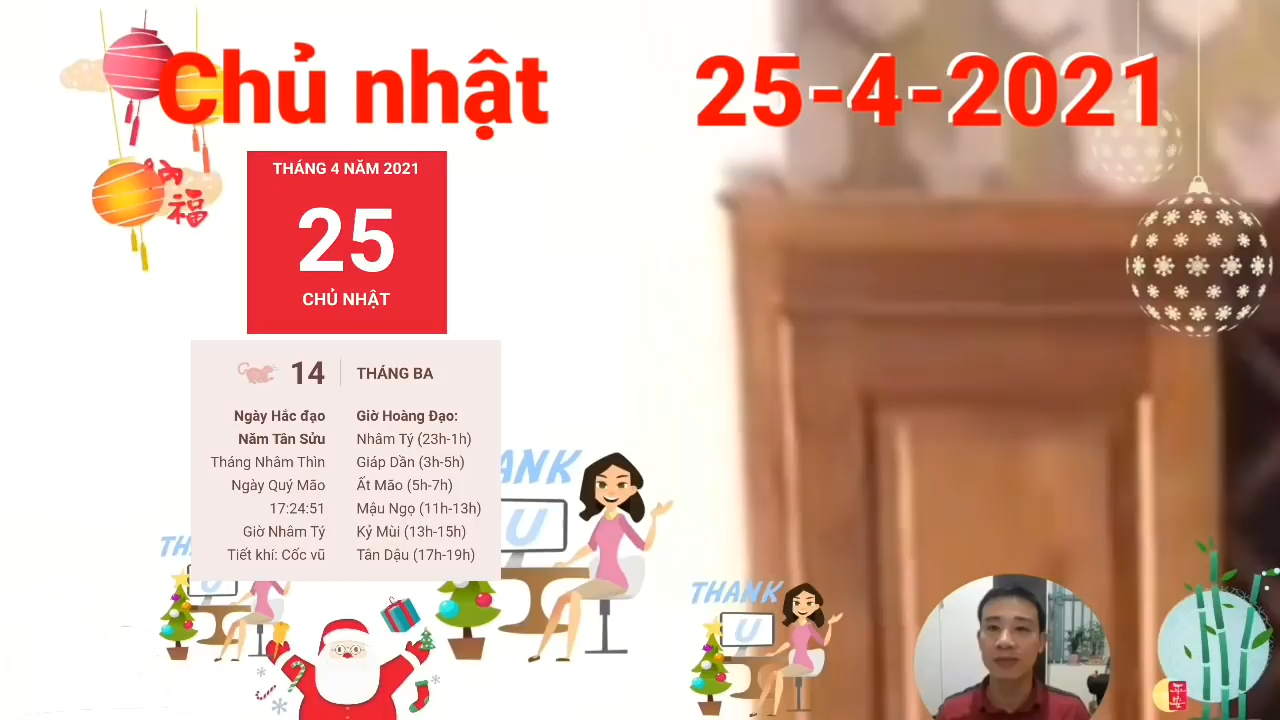 Chủ nhật
25-4-2021
THÁNG 4 NĂM 2021
25
CHỦ NHẬT
14
THÁNG BA
Ngày Hắc đạo
Năm Tân Sửu
Tháng Nhâm Thìn
Ngày Quý Mão
17:24:51
Giờ Nhâm Tý
Tiết khí: Cốc vũ
Giờ Hoàng Đạo:
Nhâm Tý (23h-1h)
Giáp Dần (3h-5h)
Ất Mão (5h-7h)
Mậu Ngọ (11h-13h)
Kỷ Mùi (13h-15h)
Tân Dậu (17h-19h)
福
ANK
U
TH
THANK
U